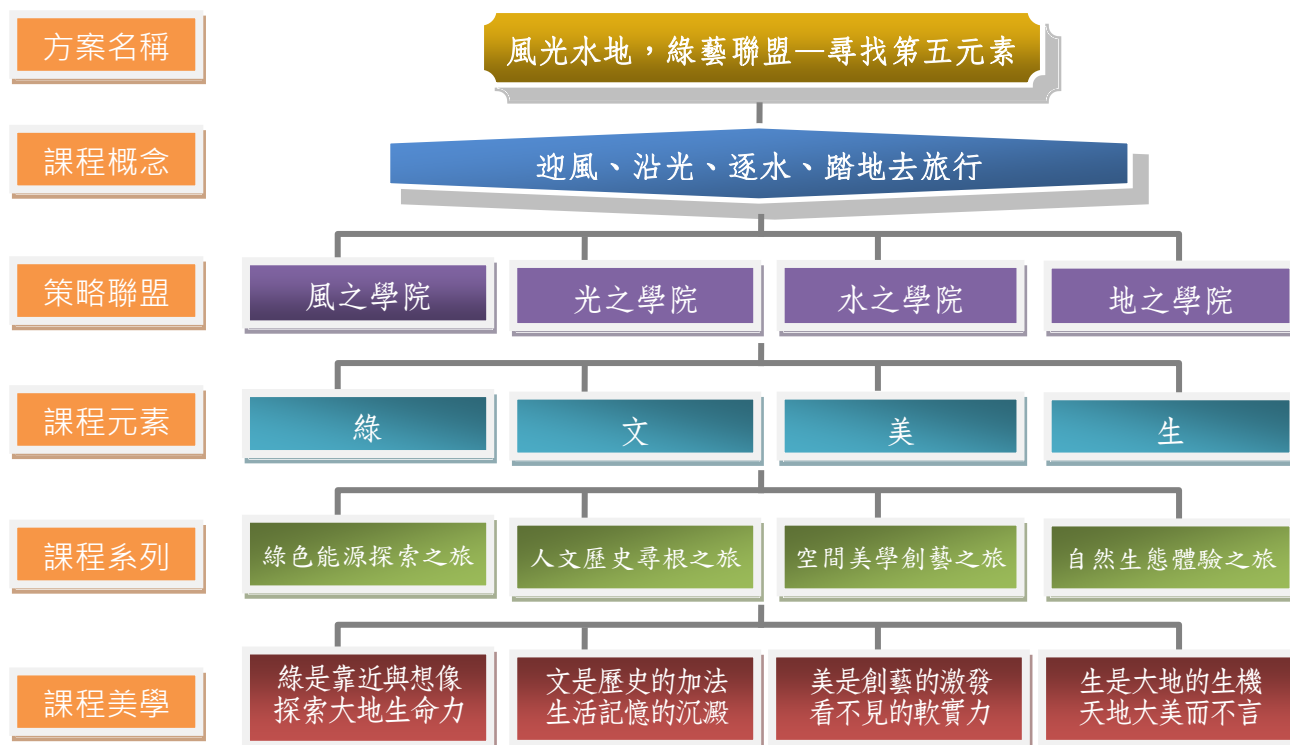 方案名稱
風光水地，綠藝聯盟—尋找第五元素
課程概念
迎風、沿光、逐水、踏地去旅行
策略聯盟
風之學院
光之學院
水之學院
地之學院
課程元素
綠
文
美
生
課程系列
綠色能源探索之旅
人文歷史尋根之旅
空間美學創藝之旅
自然生態體驗之旅
課程美學
綠是靠近與想像
探索大地生命力
文是歷史的加法
生活記憶的沉澱
美是創藝的激發
看不見的軟實力
生是大地的生機
天地大美而不言